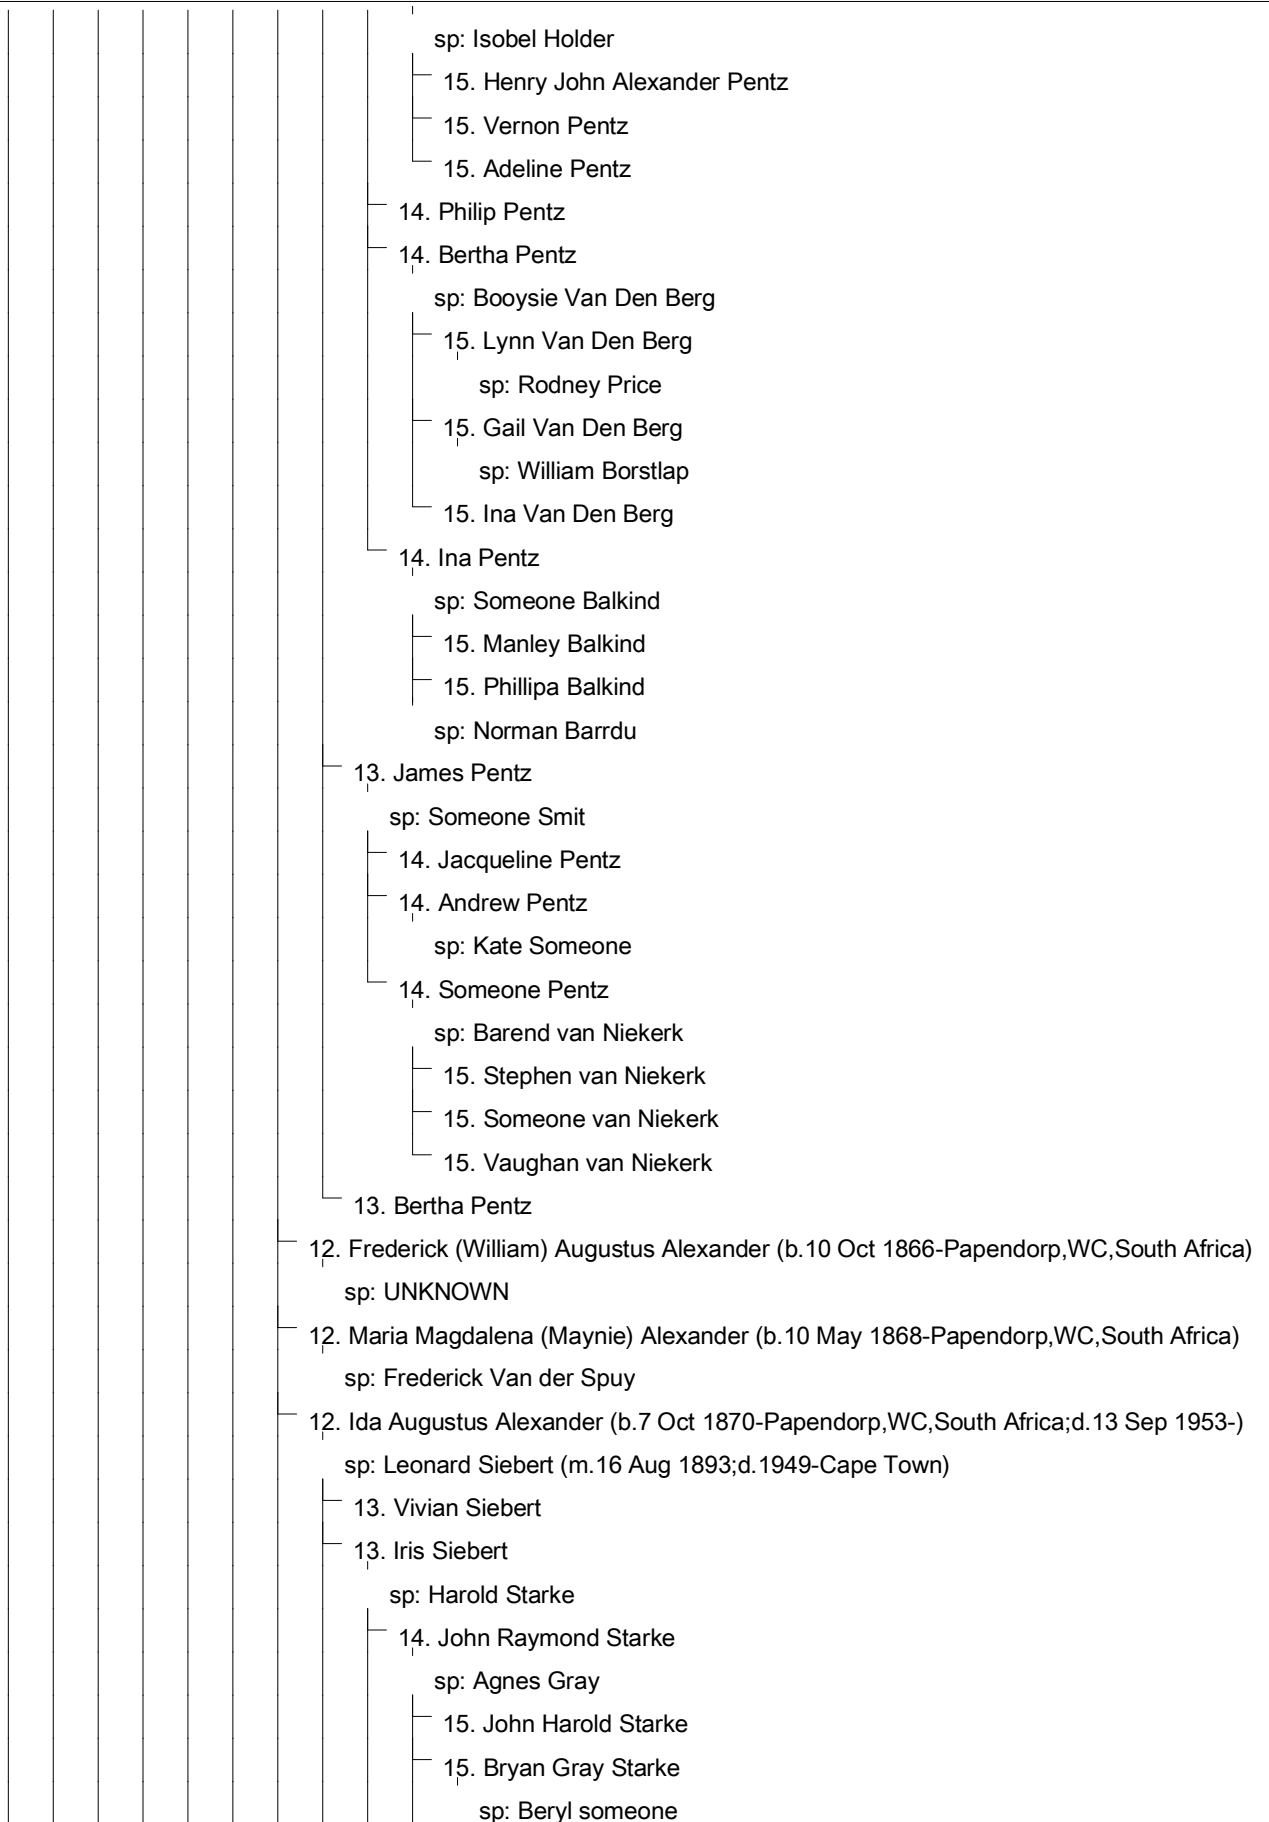 sp: Isobel Holder
15. Henry John Alexander Pentz
15. Vernon Pentz
15. Adeline Pentz
14. Philip Pentz
14. Bertha Pentz
sp: Booysie Van Den Berg
15. Lynn Van Den Berg
sp: Rodney Price
15. Gail Van Den Berg
sp: William Borstlap
15. Ina Van Den Berg
14. Ina Pentz
sp: Someone Balkind
15. Manley Balkind
15. Phillipa Balkind
sp: Norman Barrdu
13. James Pentz
sp: Someone Smit
14. Jacqueline Pentz
14. Andrew Pentz
sp: Kate Someone
14. Someone Pentz
sp: Barend van Niekerk
15. Stephen van Niekerk
15. Someone van Niekerk
15. Vaughan van Niekerk
13. Bertha Pentz
12. Frederick (William) Augustus Alexander (b.10 Oct 1866-Papendorp,WC,South Africa)
sp: UNKNOWN
12. Maria Magdalena (Maynie) Alexander (b.10 May 1868-Papendorp,WC,South Africa)
sp: Frederick Van der Spuy
12. Ida Augustus Alexander (b.7 Oct 1870-Papendorp,WC,South Africa;d.13 Sep 1953-)
sp: Leonard Siebert (m.16 Aug 1893;d.1949-Cape Town)
13. Vivian Siebert
13. Iris Siebert
sp: Harold Starke
14. John Raymond Starke
sp: Agnes Gray
15. John Harold Starke
15. Bryan Gray Starke
sp: Beryl someone